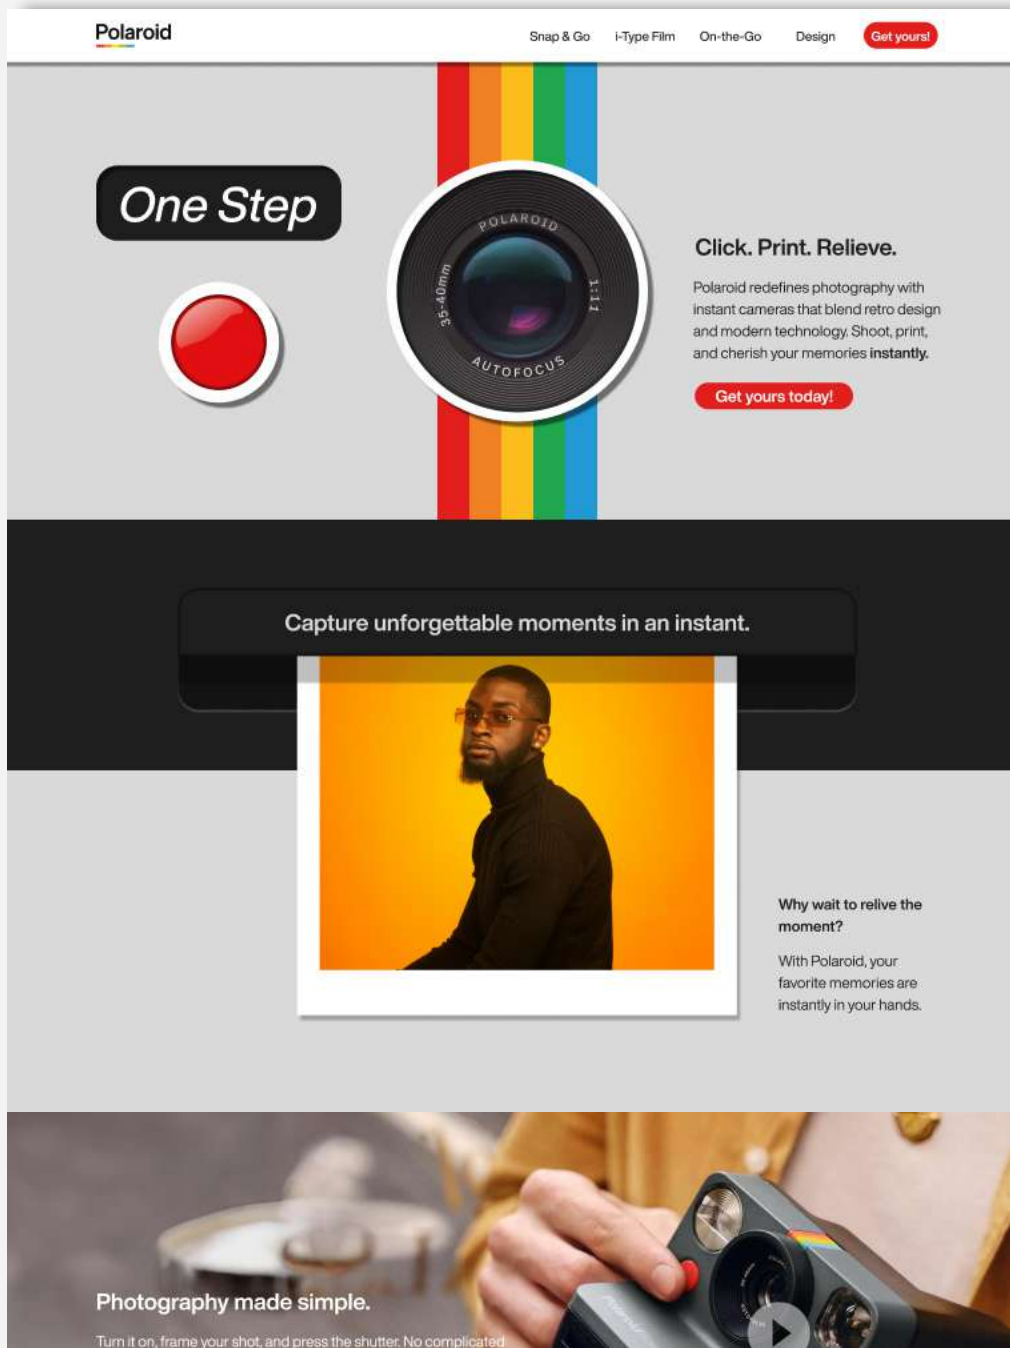 Polaroid
Snap & Go
i-Type Film
On-the-Go
Design
Get yours!
One Step
POLAROID
35-40mm
1:11
AUTOFOCUS
Click. Print. Relieve.
Polaroid redefines photography with
instant cameras that blend retro design
and modern technology. Shoot, print,
and cherish your memories instantly.
Get yours today!
Capture unforgettable moments in an instant.
Why wait to relive the
moment?
With Polaroid, your
favorite memories are
instantly in your hands.
Photography made simple.
Turn it on, frame your shot, and press the shutter. No complicated